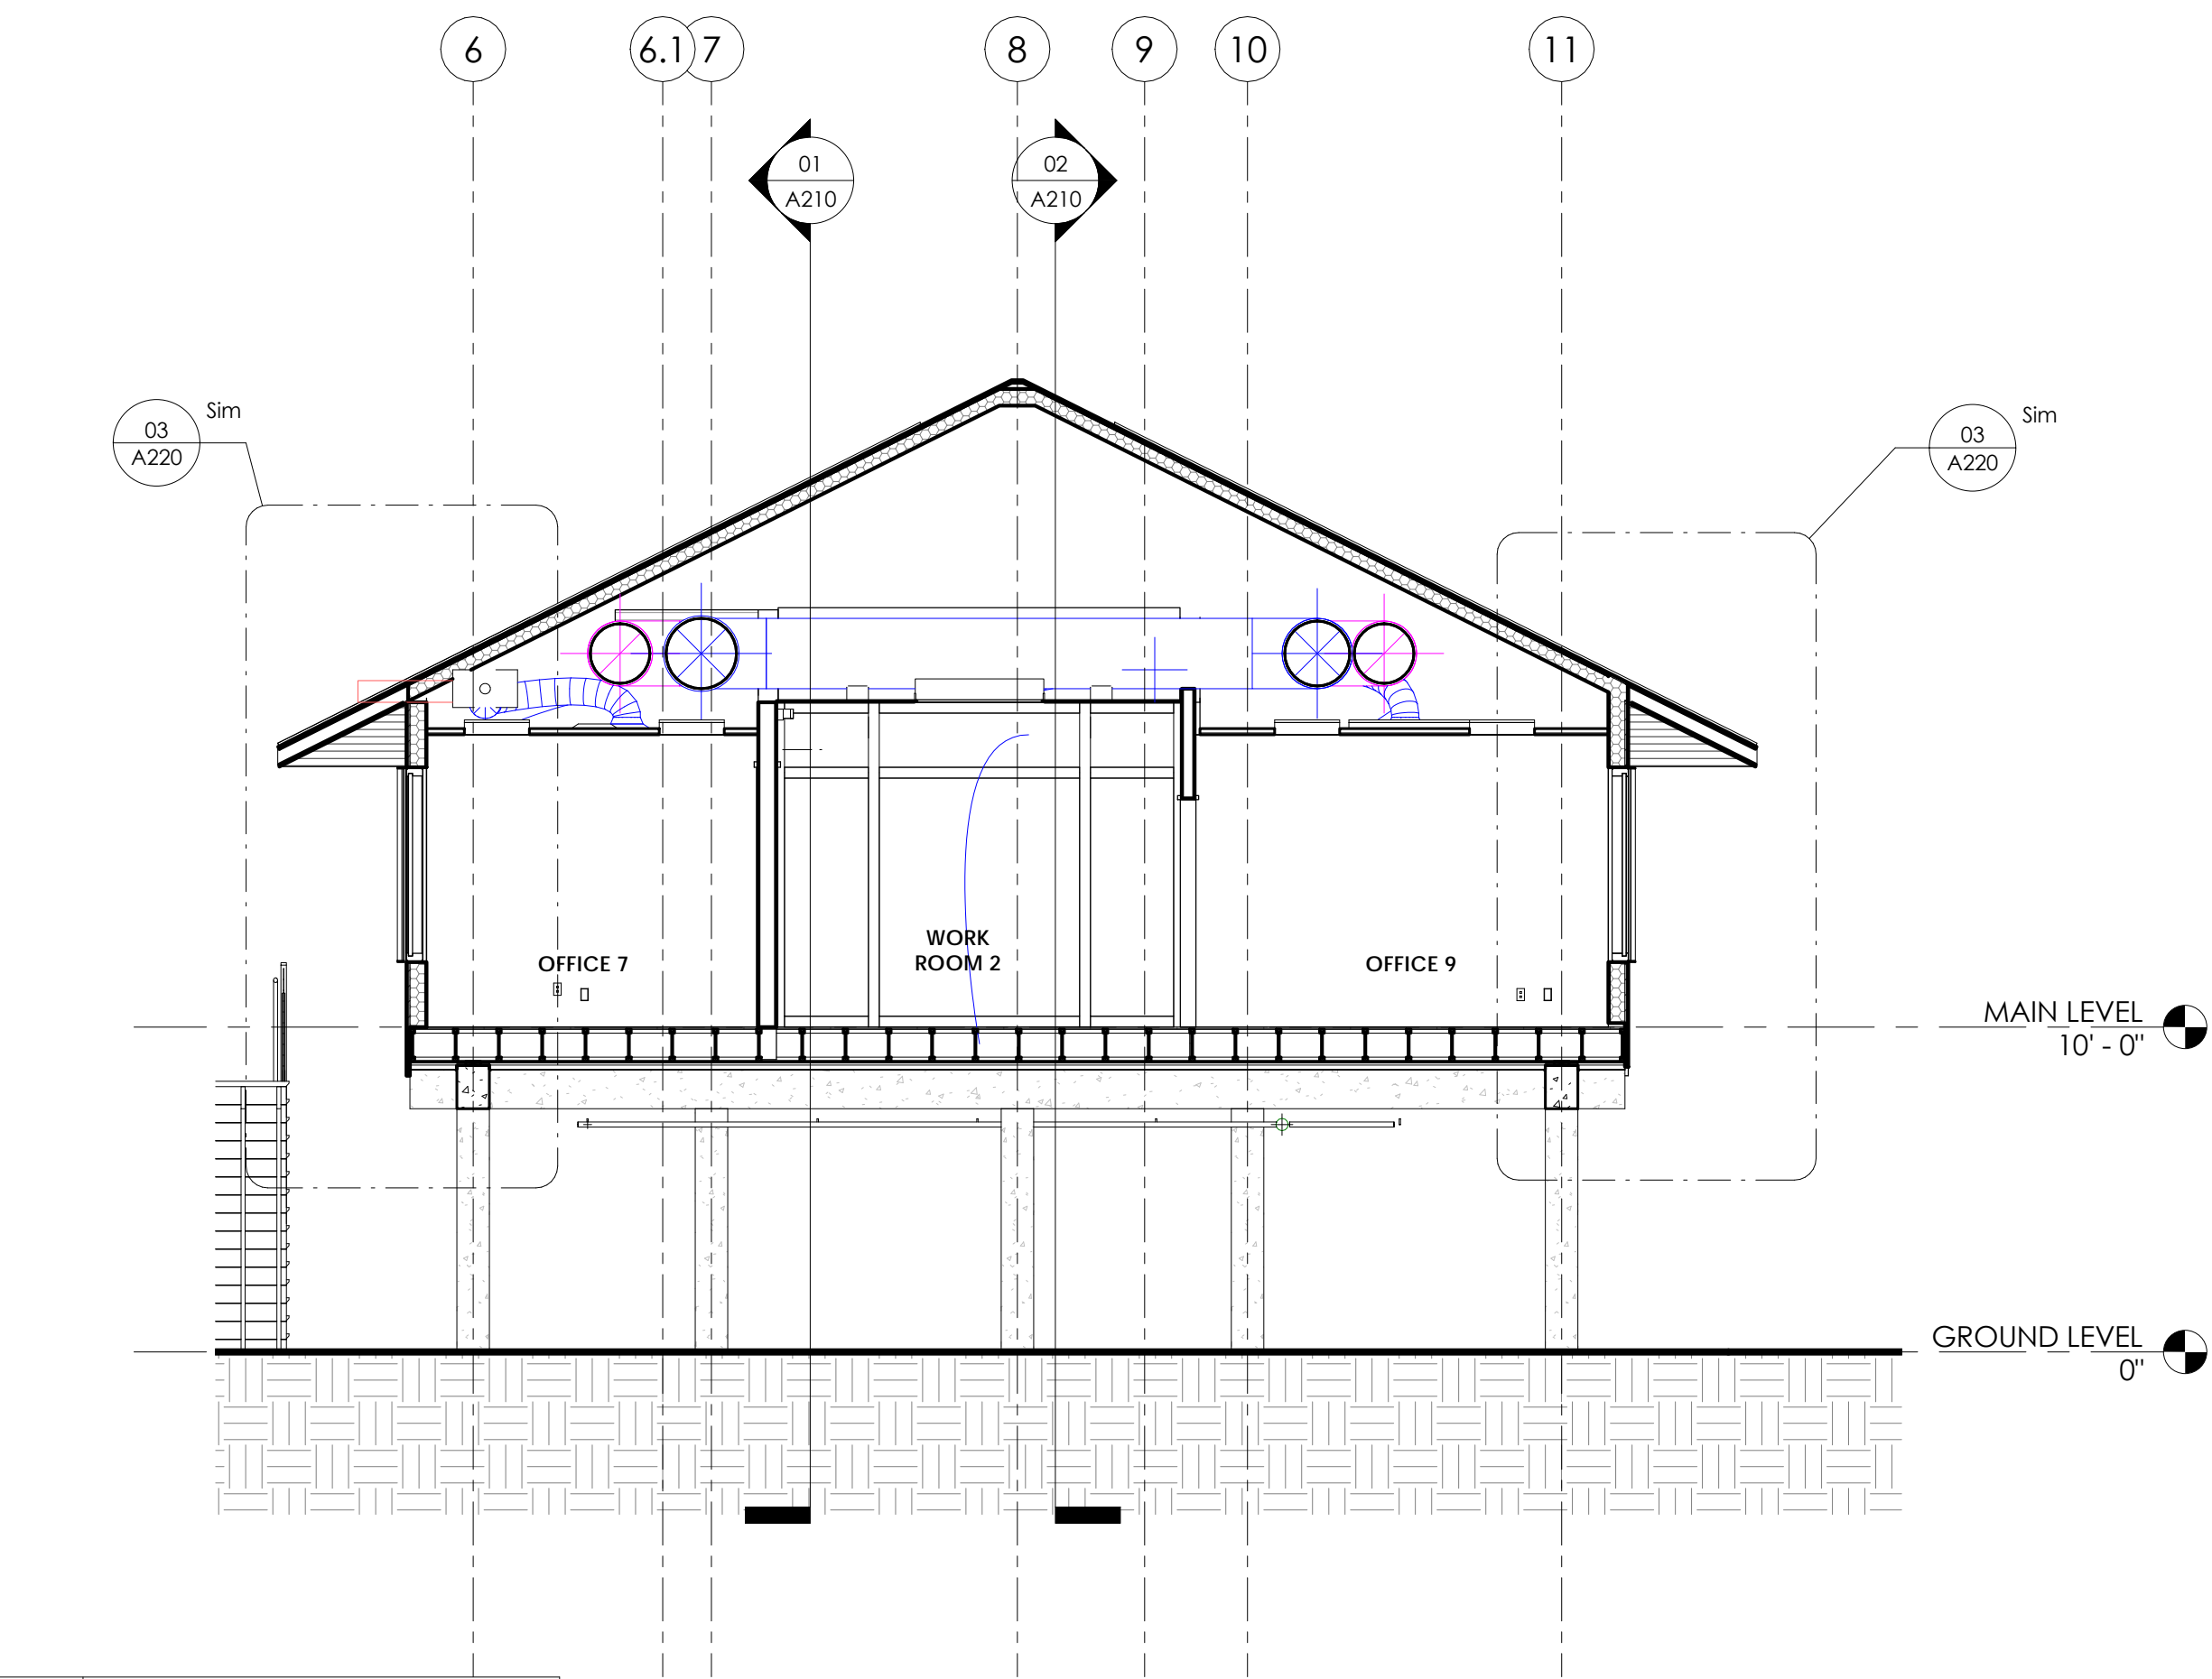 6
6.1
7
8
9
10
11
01
A210
02
A210
03
A220
Sim
03
A220
Sim
OFFICE 7
WORK
ROOM 2
OFFICE 9
MAIN LEVEL
10' - 0"
GROUND LEVEL
0"